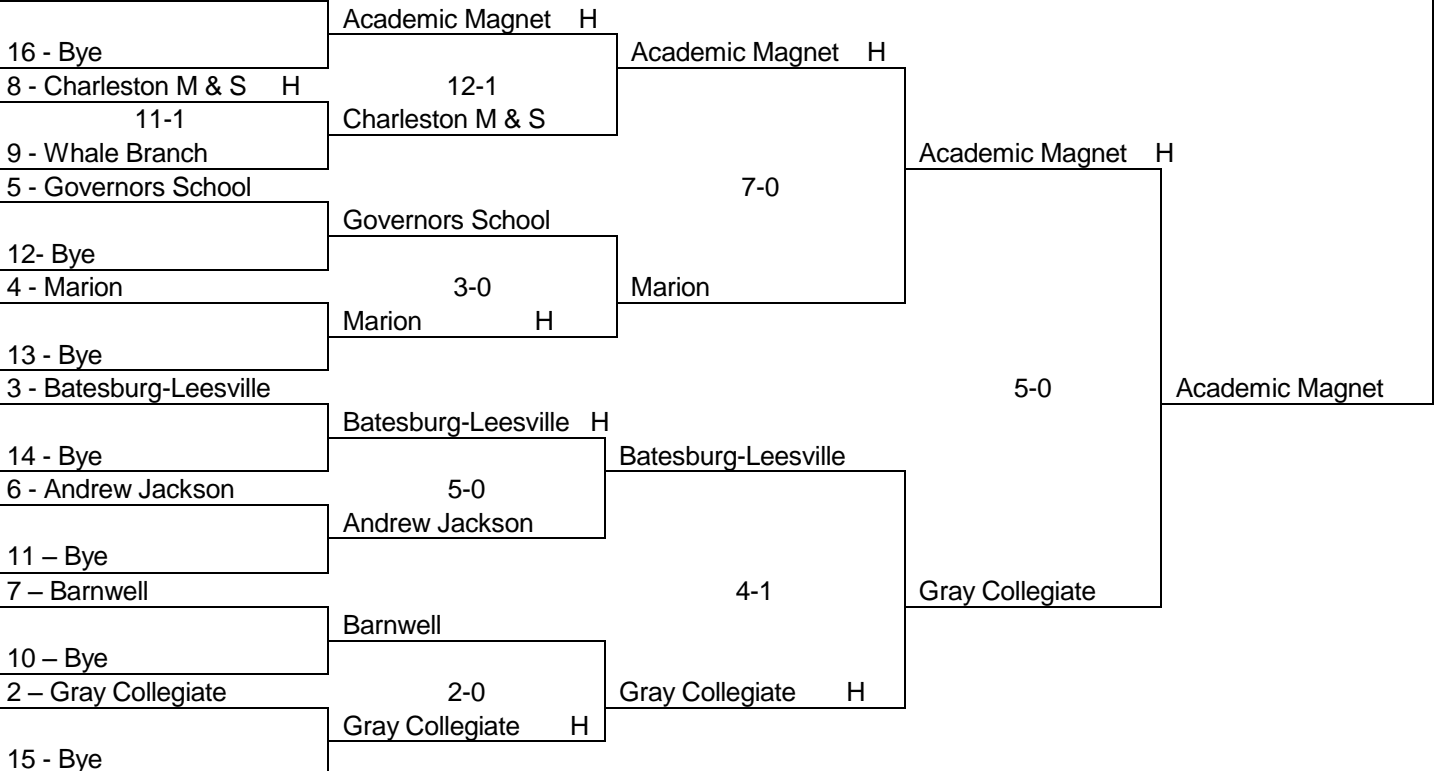 Academic Magnet H
16 - Bye
Academic Magnet H
8 - Charleston M & S H
12-1
11-1
Charleston M & S
9 - Whale Branch
Academic Magnet H
5 - Governors School
7-0
Governors School
12- Bye
4 - Marion
3-0
Marion
Marion H
13 - Bye
3 - Batesburg-Leesville
5-0
Academic Magnet
Batesburg-Leesville H
14 - Bye
Batesburg-Leesville
6 - Andrew Jackson
5-0
Andrew Jackson
11 – Bye
7 – Barnwell
4-1
Gray Collegiate
Barnwell
10 – Bye
2 – Gray Collegiate
2-0
Gray Collegiate H
Gray Collegiate H
15 - Bye